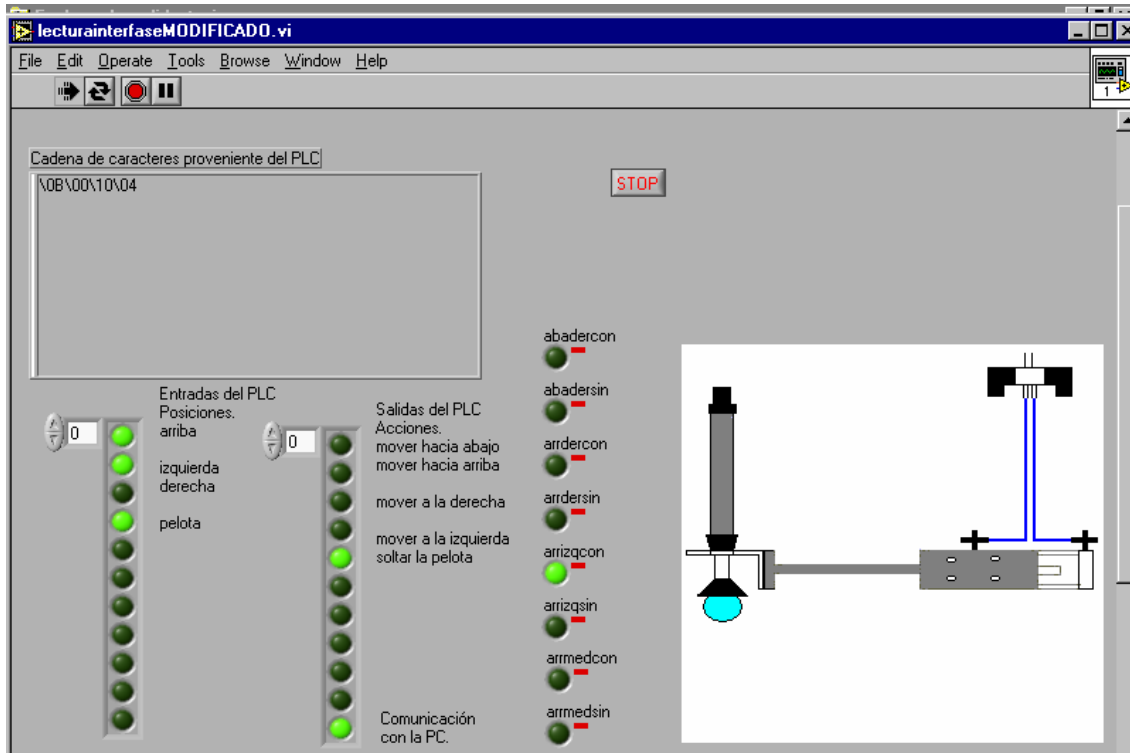 lecturainterfaseMODIFICADO.vi
File Edit Operate Tools Browse Window Help
1
Cadena de caracteres proveniente del PLC
\0B\00\10\04
STOP
Entradas del PLC
Posiciones.
arriba
izquierda
derecha
pelota
0
Salidas del PLC
Acciones.
mover hacia abajo
mover hacia arriba
mover a la derecha
mover a la izquierda
soltar la pelota
0
Comunicación
con la PC.
abadercon
abadersin
arrdercon
arrdersin
arrizqcon
arrizqsin
arrmedcon
arrmedsin